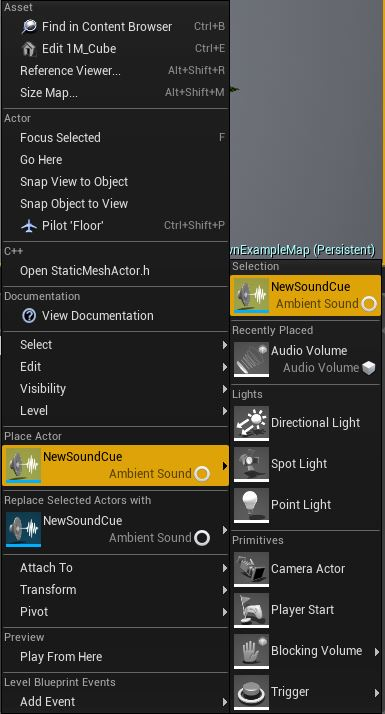 Asset
Find in Content Browser Ctrl+B
Edit 1M_Cube Ctrl+E
Reference Viewer... Alt+Shift+R
Size Map... Alt+Shift+M
Actor
Focus Selected F
Go Here
Snap View to Object
Snap Object to View
Pilot 'Floor' Ctrl+Shift+P
C++
Open StaticMeshActor.h
Documentation
View Documentation
Select
Edit
Visibility
Level
Place Actor
NewSoundCue
Ambient Sound
Replace Selected Actors with
NewSoundCue
Ambient Sound
Attach To
Transform
Pivot
Preview
Play From Here
Level Blueprint Events
Add Event
wnExampleMap (Persistent)
Selection
NewSoundCue
Ambient Sound
Recently Placed
Audio Volume
Audio Volume
Lights
Directional Light
Spot Light
Point Light
Primitives
Camera Actor
Player Start
Blocking Volume
Trigger